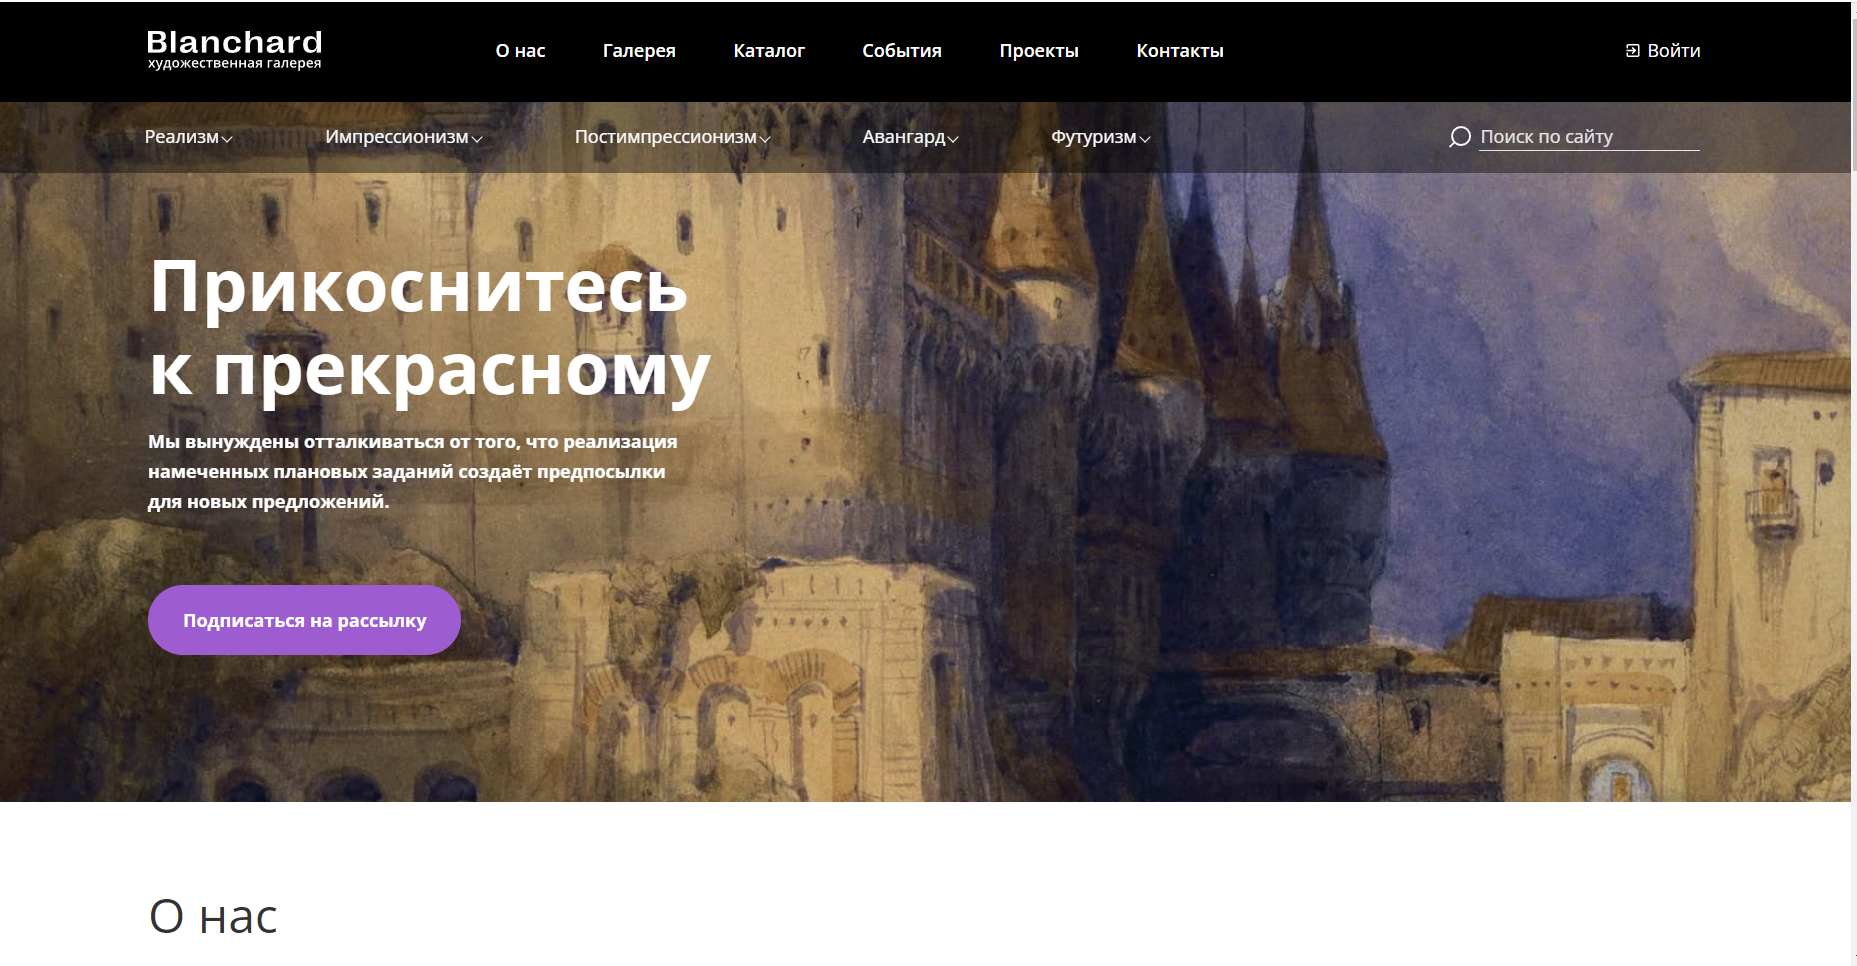 Blanchard
художественная галерея
О нас
Галерея
Каталог
События
Проекты
Контакты
Войти
Реализм
Импрессионизм
Постимпрессионизм
Авангард
Футуризм
Поиск по сайту
Прикоснитесь
к прекрасному
Мы вынуждены отталкиваться от того, что реализация
намеченных плановых заданий создаёт предпосылки
для новых предложений.
Подписаться на рассылку
О нас